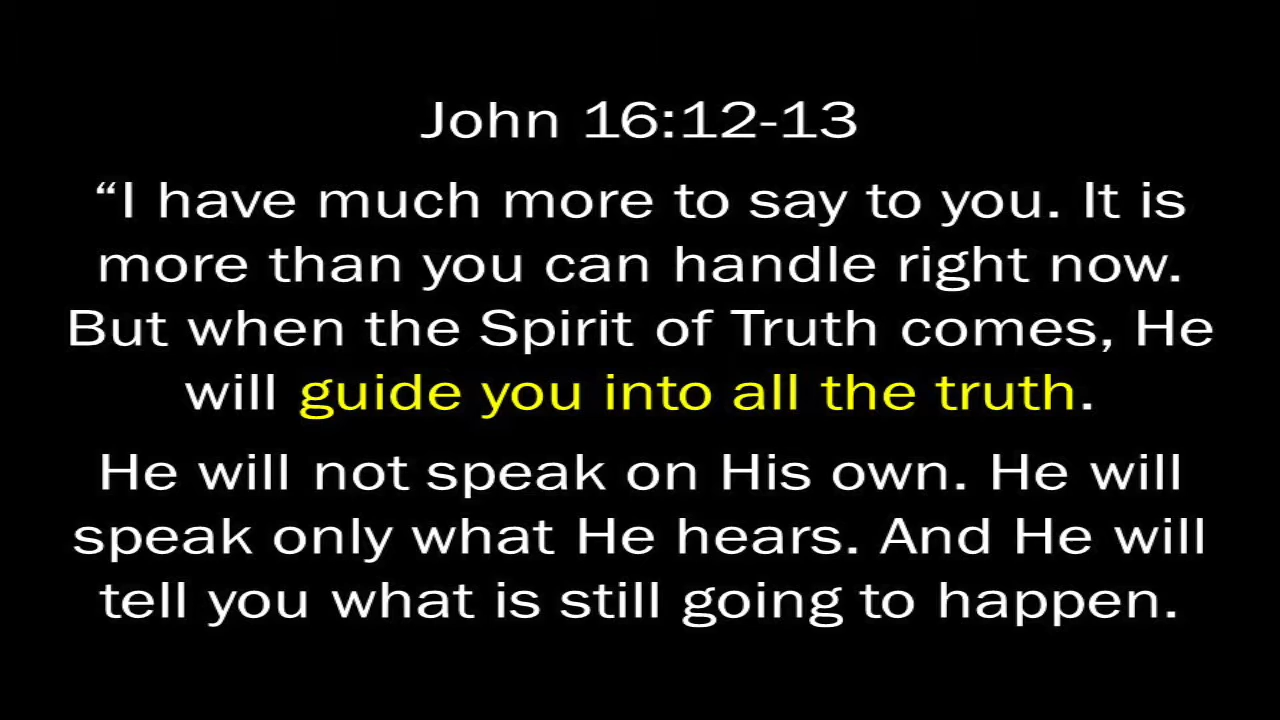 John 16:12-13
“I have much more to say to you. It is
more than you can handle right now.
But when the Spirit of Truth comes, He
will guide you into all the truth.
He will not speak on His own. He will
speak only what He hears. And He will
tell you what is still going to happen.